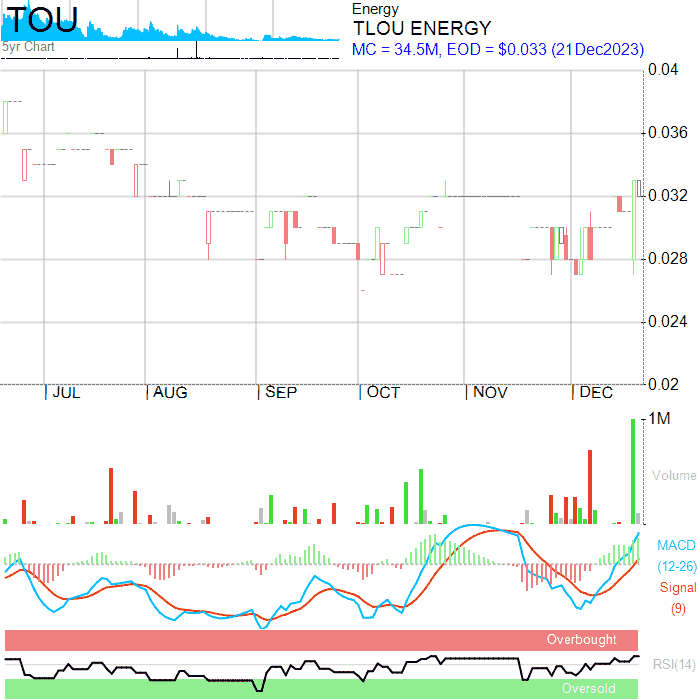 TOU
5yr Chart
Energy
TLOU ENERGY
MC = 34.5M, EOD = $0.033 (21Dec2023)
0.04
0.036
0.032
0.028
0.024
0.02
JUL AUG SEP OCT NOV DEC
1M
Volume
MACD
(12-26)
Signal
(9)
Overbought
RSI(14)
Oversold